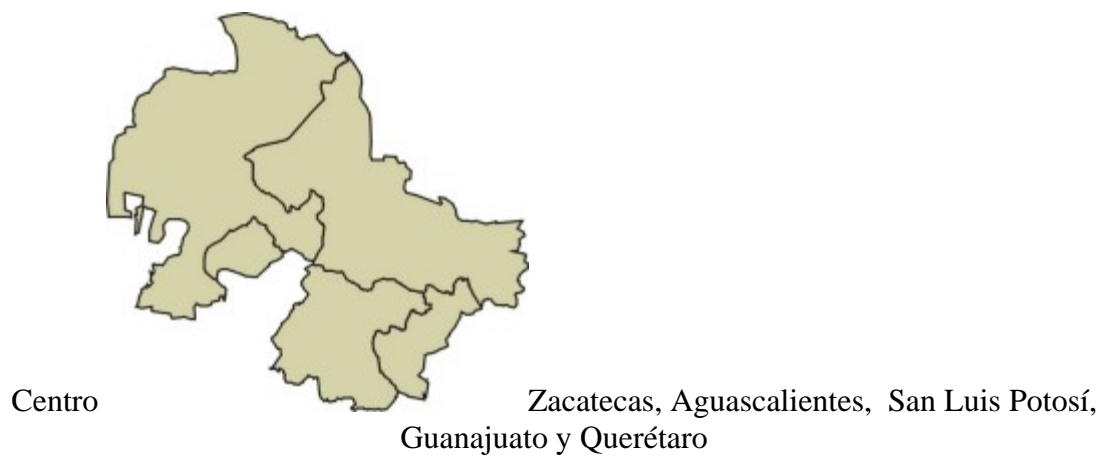 Centro Zacatecas, Aguascalientes, San Luis Potosí,
Guanajuato y Querétaro